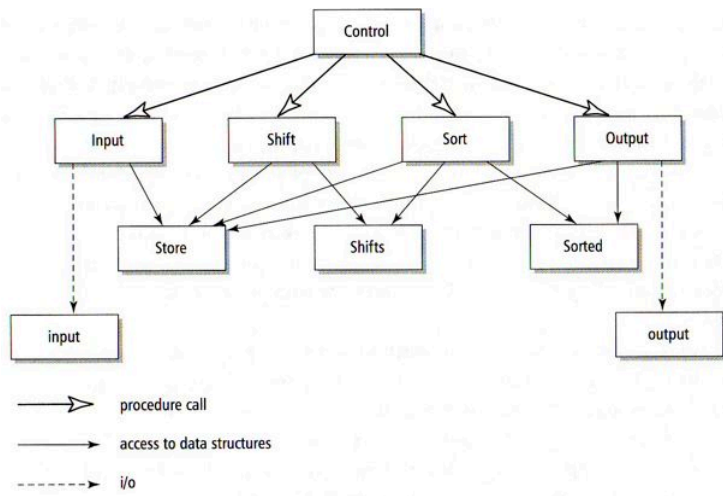 Control
Input
Shift
Sort
Output
Store
Shifts
Sorted
input
output
procedure call
access to data structures
i/o